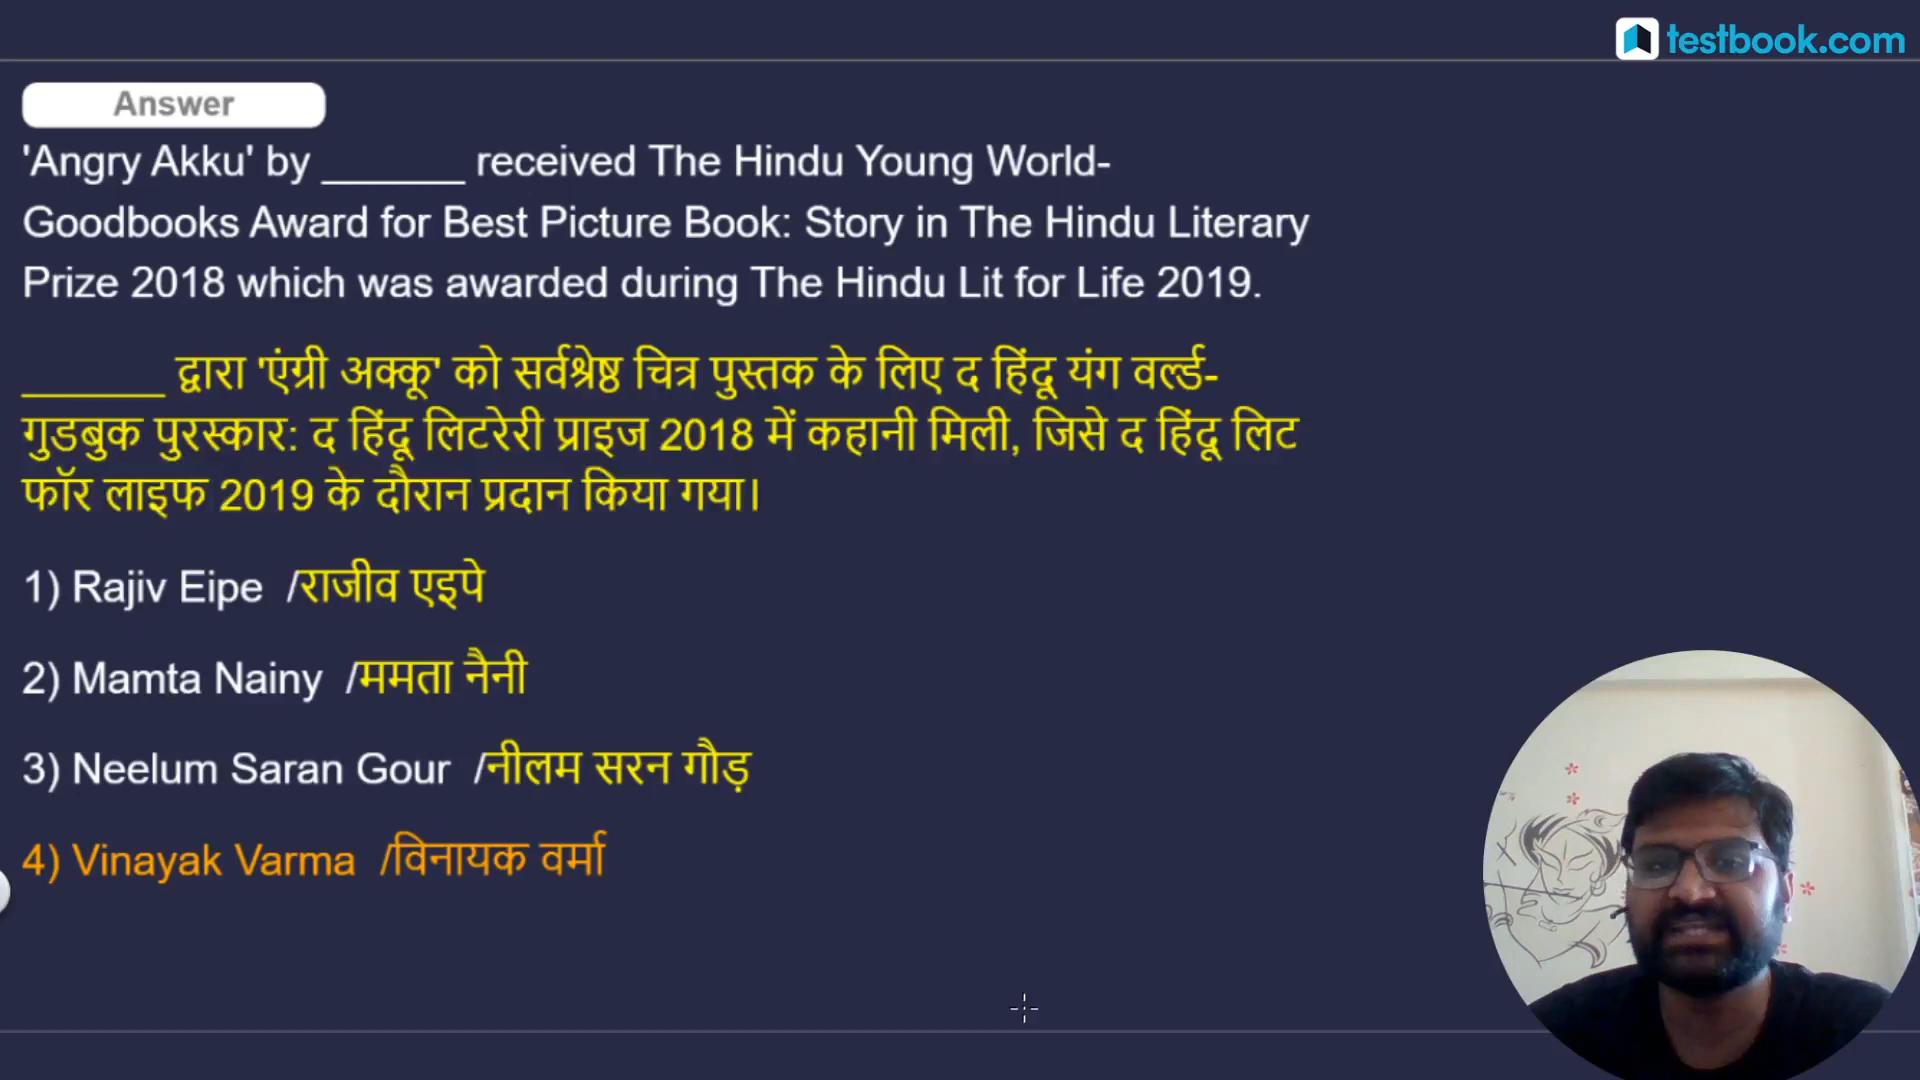 testbook.com
Answer
'Angry Akku' by ______ received The Hindu Young World-
Goodbooks Award for Best Picture Book: Story in The Hindu Literary
Prize 2018 which was awarded during The Hindu Lit for Life 2019.
______ द्वारा 'एंग्री अक्कू' को सर्वश्रेष्ठ चित्र पुस्तक के लिए द हिंदू यंग वर्ल्ड-
गुडबुक पुरस्कार: द हिंदू लिटरेरी प्राइज 2018 में कहानी मिली, जिसे द हिंदू लिट
फॉर लाइफ 2019 के दौरान प्रदान किया गया।
1) Rajiv Eipe /राजीव एइपे
2) Mamta Nainy /ममता नैनी
3) Neelum Saran Gour /नीलम सरन गौड़
4) Vinayak Varma /विनायक वर्मा